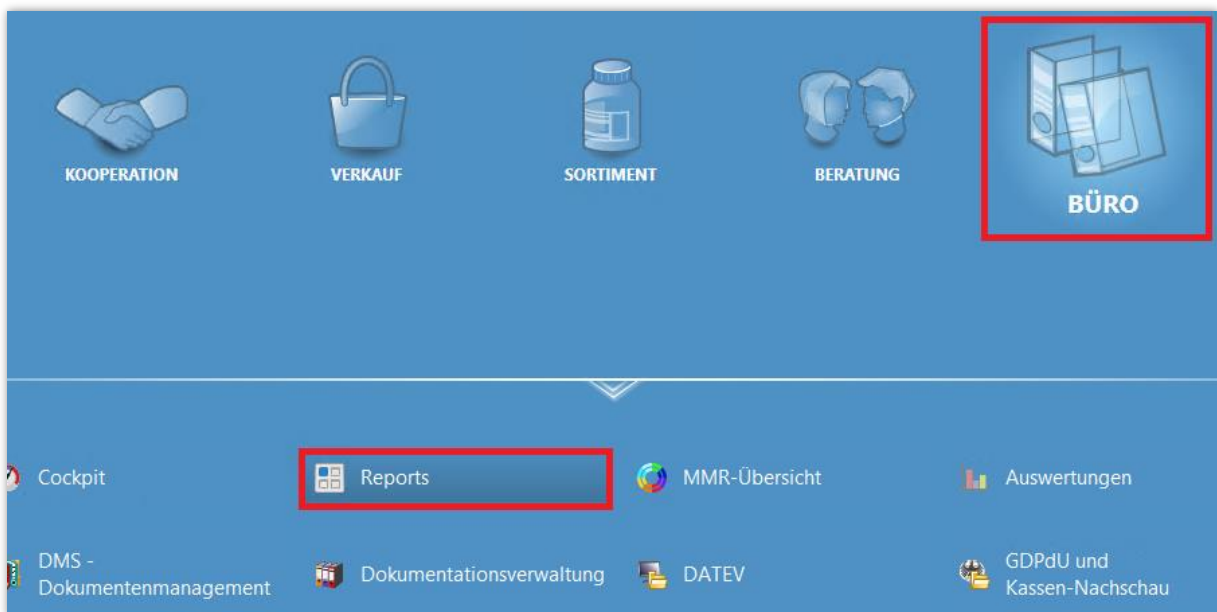 KOOPERATION
VERKAUF
SORTIMENT
BERATUNG
BÜRO
Cockpit
Reports
MMR-Übersicht
Auswertungen
DMS -
Dokumentenmanagement
Dokumentationsverwaltung
DATEV
GDPdU und
Kassen-Nachschau